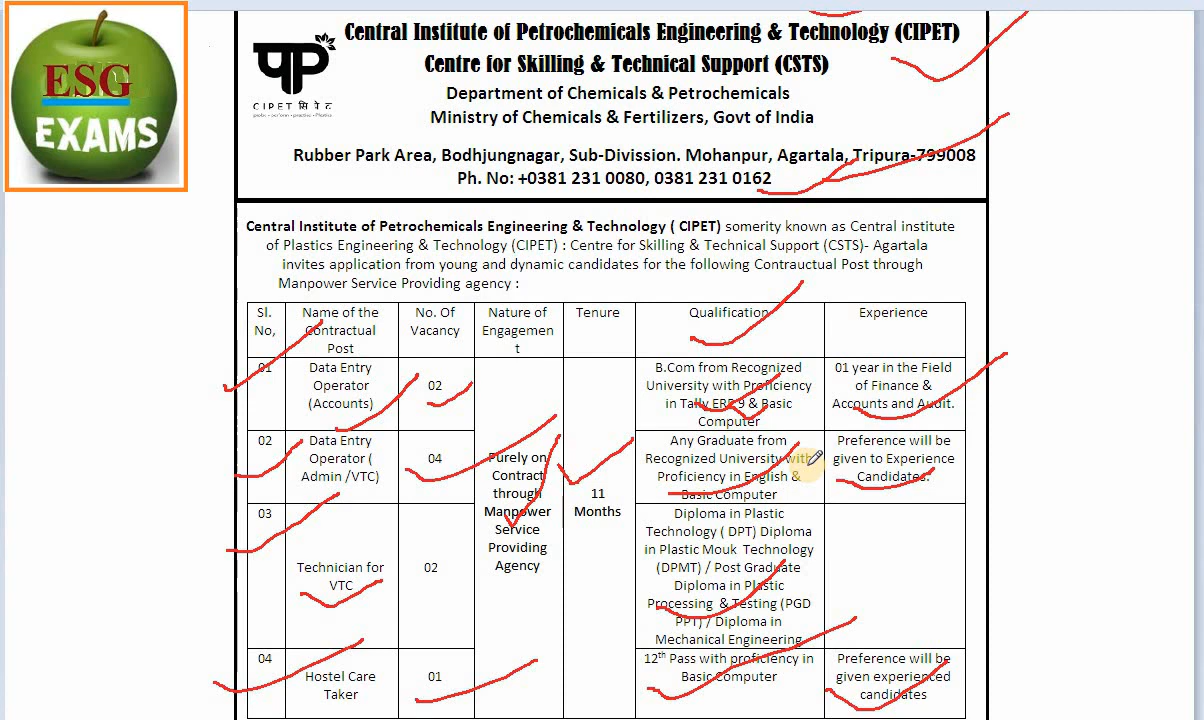 ESG
EXAMS
CIPET सिपेट
Central Institute of Petrochemicals Engineering & Technology (CIPET)
Centre for Skilling & Technical Support (CSTS)
Department of Chemicals & Petrochemicals
Ministry of Chemicals & Fertilizers, Govt of India
Rubber Park Area, Bodhjungnagar, Sub-Divission. Mohanpur, Agartala, Tripura-799008
Ph. No: +0381 231 0080, 0381 231 0162
Central Institute of Petrochemicals Engineering & Technology ( CIPET) somerity known as Central institute
of Plastics Engineering & Technology (CIPET) : Centre for Skilling & Technical Support (CSTS)- Agartala
invites application from young and dynamic candidates for the following Contrauctual Post through
Manpower Service Providing agency :
Sl.
No,
Name of the
Contractual
Post
No. Of
Vacancy
Nature of
Engagemen
t
Tenure
Qualification
Experience
01
Data Entry
Operator
(Accounts)
02
B.Com from Recognized
University with Proficiency
in Tally ERP 9 & Basic
Computer
01 year in the Field
of Finance &
Accounts and Audit.
02
Data Entry
Operator (
Admin /VTC)
04
Purely on
Contract
through
Manpower
Service
Providing
Agency
11
Months
Any Graduate from
Recognized University with
Proficiency in English &
Basic Computer
Preference will be
given to Experience
Candidates.
03
Technician for
VTC
02
Diploma in Plastic
Technology ( DPT) Diploma
in Plastic Mouk Technology
(DPMT) / Post Graduate
Diploma in Plastic
Processing & Testing (PGD
PPT) / Diploma in
Mechanical Engineering
04
Hostel Care
Taker
01
12th Pass with proficiency in
Basic Computer
Preference will be
given experienced
candidates